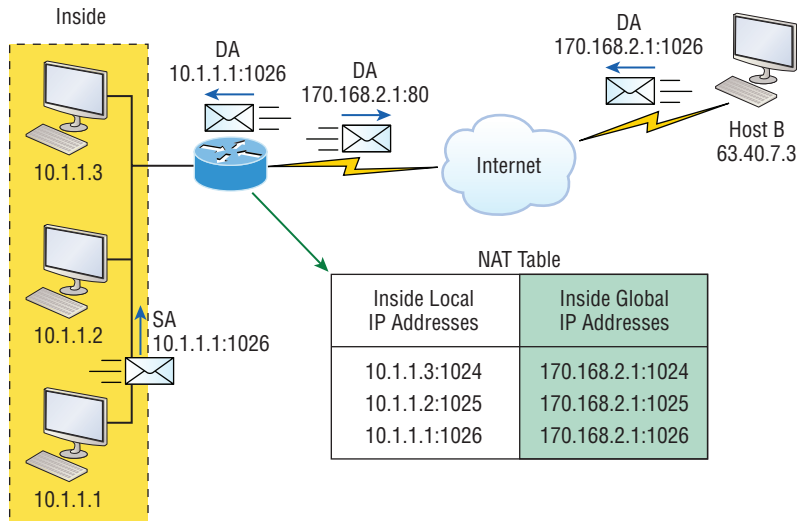 Inside
DA
10.1.1.1:1026
DA
170.168.2.1:80
DA
170.168.2.1:1026
Host B
63.40.7.3
Internet
10.1.1.3
10.1.1.2
SA
10.1.1.1:1026
10.1.1.1
NAT Table
Inside Local
IP Addresses
Inside Global
IP Addresses
10.1.1.3:1024
170.168.2.1:1024
10.1.1.2:1025
170.168.2.1:1025
10.1.1.1:1026
170.168.2.1:1026